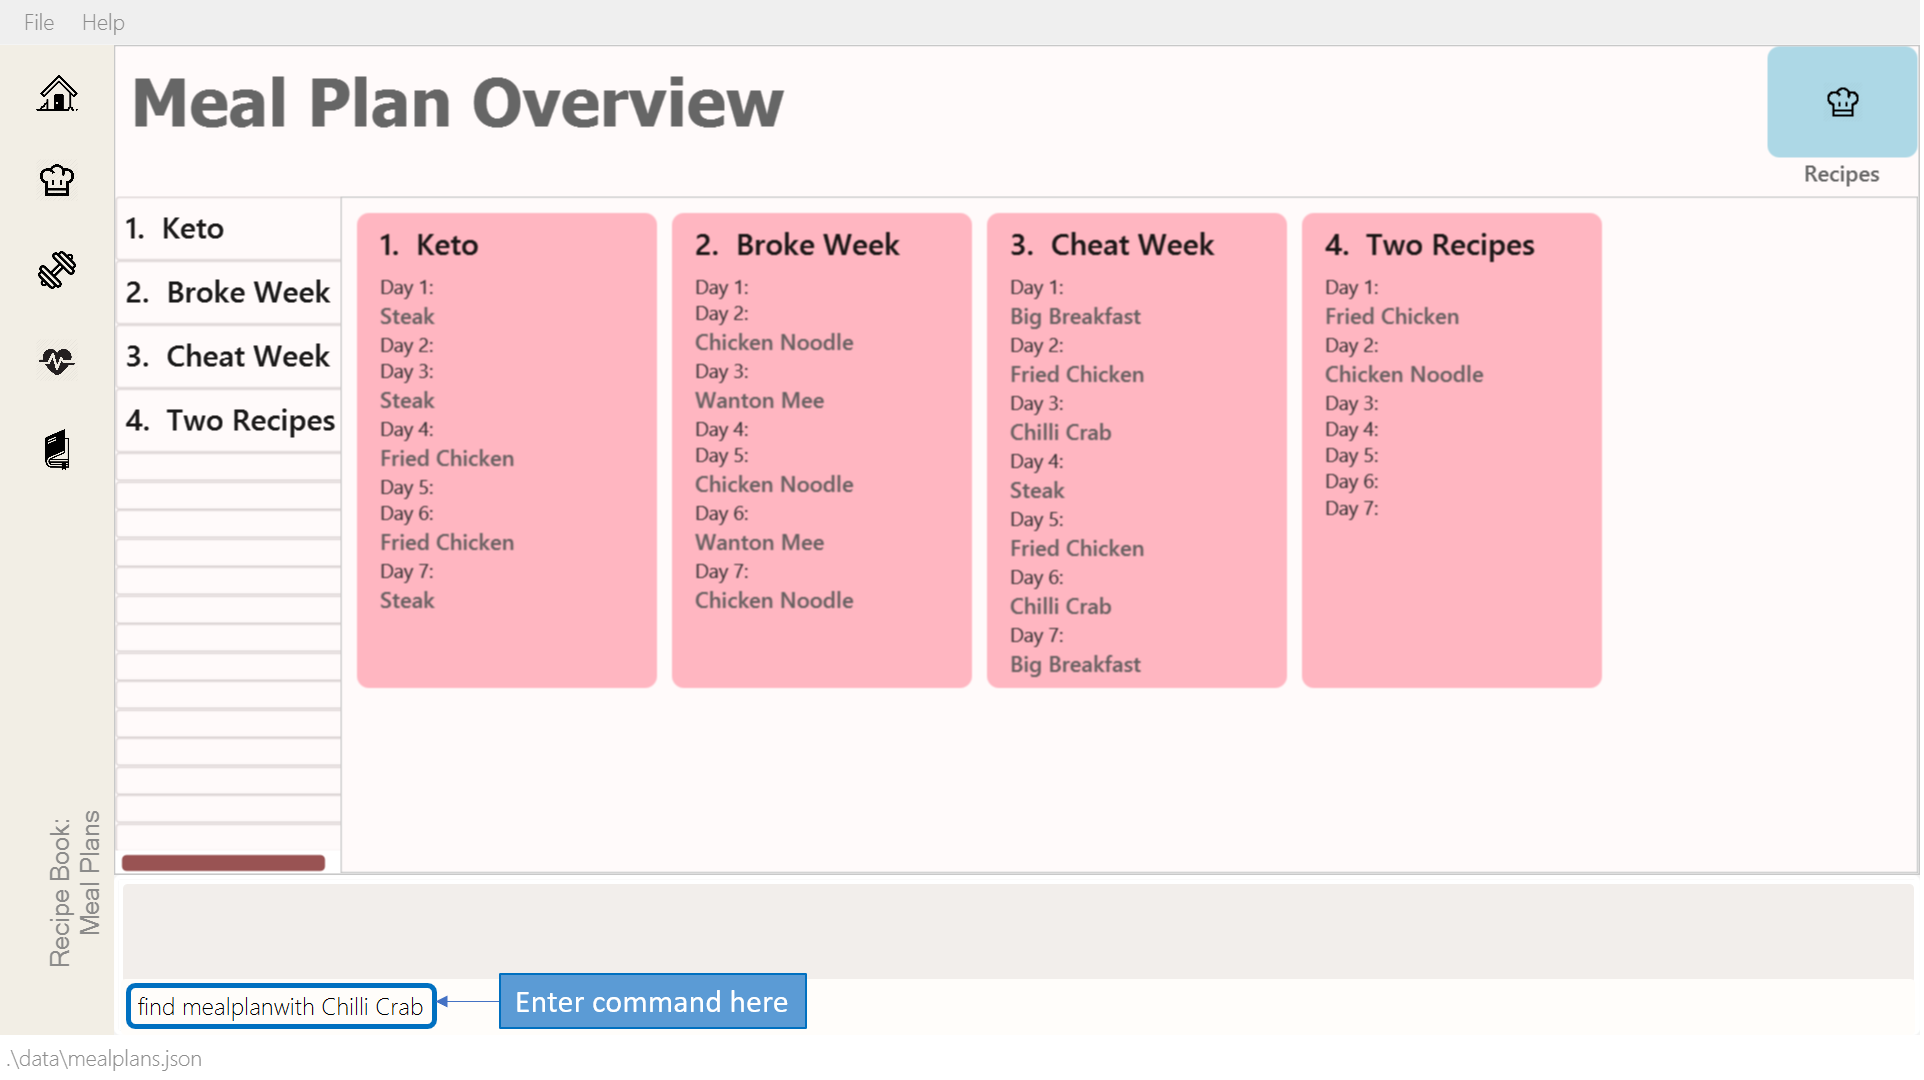 File Help
Meal Plan Overview
Recipes
1. Keto
2. Broke Week
3. Cheat Week
4. Two Recipes
1. Keto
Day 1:
Steak
Day 2:
Day 3:
Steak
Day 4:
Fried Chicken
Day 5:
Day 6:
Fried Chicken
Day 7:
Steak
2. Broke Week
Day 1:
Day 2:
Chicken Noodle
Day 3:
Wanton Mee
Day 4:
Day 5:
Chicken Noodle
Day 6:
Wanton Mee
Day 7:
Chicken Noodle
3. Cheat Week
Day 1:
Big Breakfast
Day 2:
Fried Chicken
Day 3:
Chilli Crab
Day 4:
Steak
Day 5:
Fried Chicken
Day 6:
Chilli Crab
Day 7:
Big Breakfast
4. Two Recipes
Day 1:
Fried Chicken
Day 2:
Chicken Noodle
Day 3:
Day 4:
Day 5:
Day 6:
Day 7:
Recipe Book:
Meal Plans
find mealplanwith Chilli Crab
Enter command here
.\data\mealplans.json